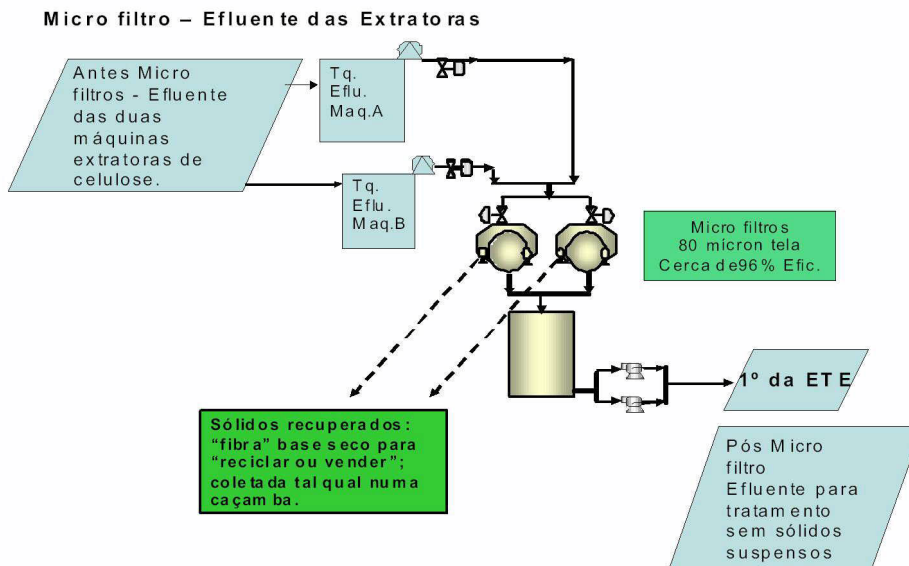 Micro filtro – Efluente das Extratoras
Antes Micro
filtros - Efluente
das duas
máquinas
extratoras de
celulose.
Tq.
Eflu.
Maq.A
Tq.
Eflu.
Maq.B
Micro filtros
80 mícron tela
Cerca de96% Efic.
1º da ETE
Sólidos recuperados:
“fibra” base seco para
“reciclar ou vender”;
coletada tal qual numa
caçamba.
Pós Micro
filtro
Efluente para
tratamento
sem sólidos
suspensos